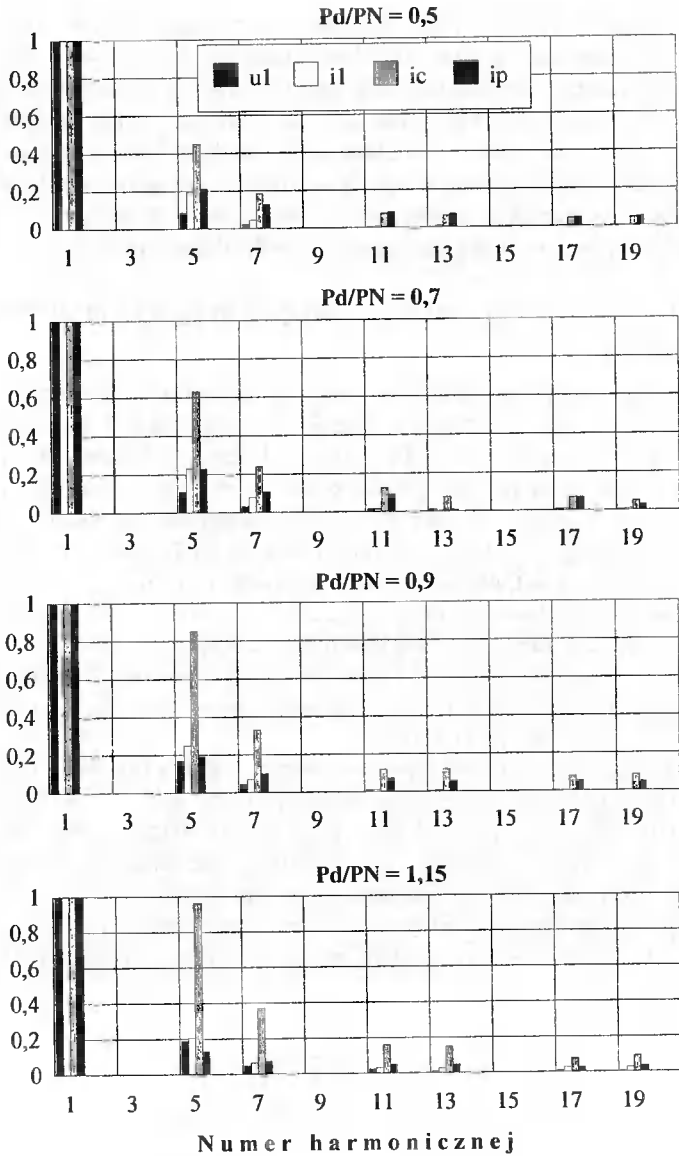 Pd/PN = 0,5
1
0,8
0,6
0,4
0,2
0
u1 i1 ic ip
1 3 5 7 9 11 13 15 17 19
Pd/PN = 0,7
1
0,8
0,6
0,4
0,2
0
1 3 5 7 9 11 13 15 17 19
Pd/PN = 0,9
1
0,8
0,6
0,4
0,2
0
1 3 5 7 9 11 13 15 17 19
Pd/PN = 1,15
1
0,8
0,6
0,4
0,2
0
1 3 5 7 9 11 13 15 17 19
Numer harmonicznej